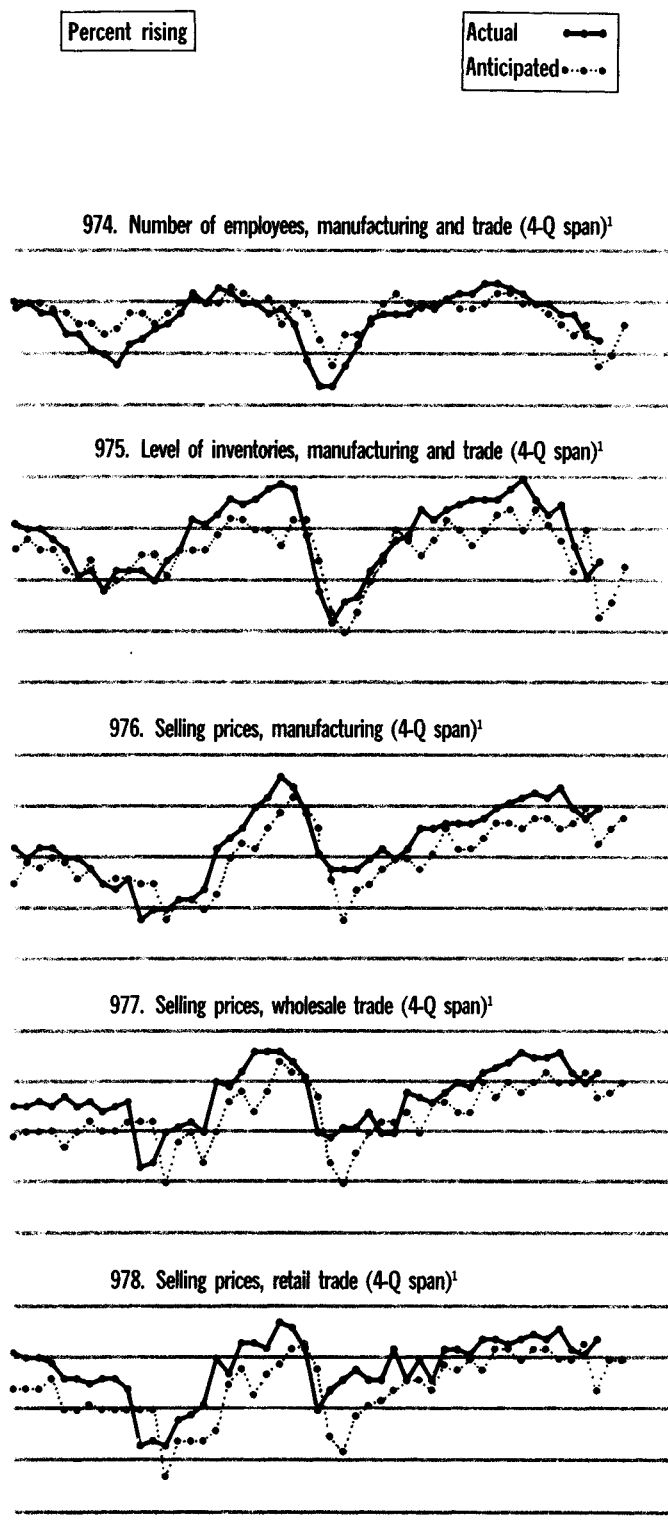 Percent rising
Actual
Anticipated
974. Number of employees, manufacturing and trade (4-Q span)¹
975. Level of inventories, manufacturing and trade (4-Q span)¹
976. Selling prices, manufacturing (4-Q span)¹
977. Selling prices, wholesale trade (4-Q span)¹
978. Selling prices, retail trade (4-Q span)¹